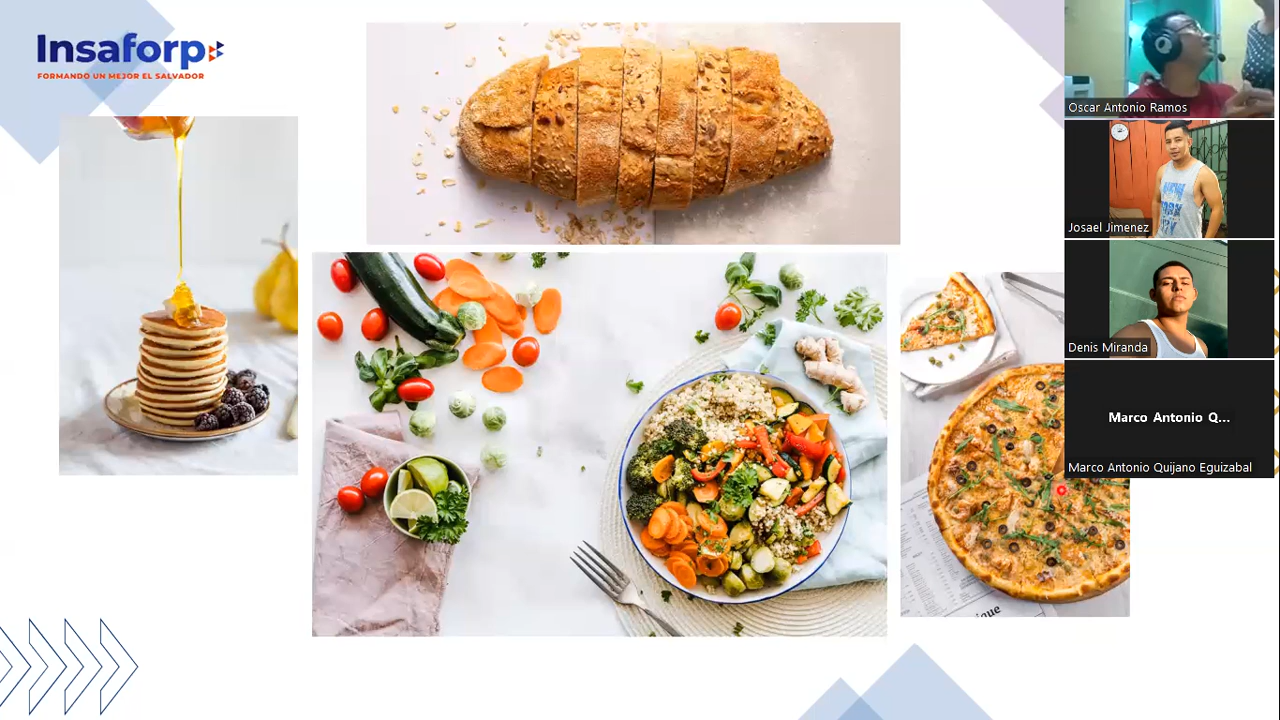 Insaforp
FORMANDO UN MEJOR EL SALVADOR
Oscar Antonio Ramos
Josael Jimenez
Denis Miranda
Marco Antonio Q...
Marco Antonio Quijano Eguizabal